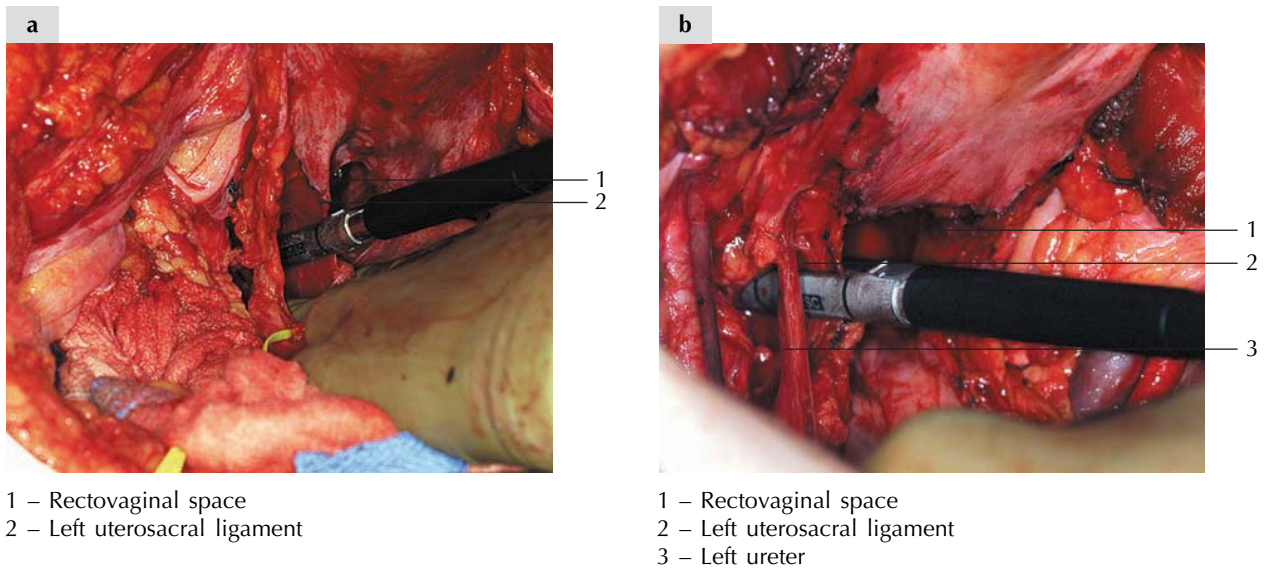 a
1
2
1 – Rectovaginal space
2 – Left uterosacral ligament
b
1
2
3
1 – Rectovaginal space
2 – Left uterosacral ligament
3 – Left ureter